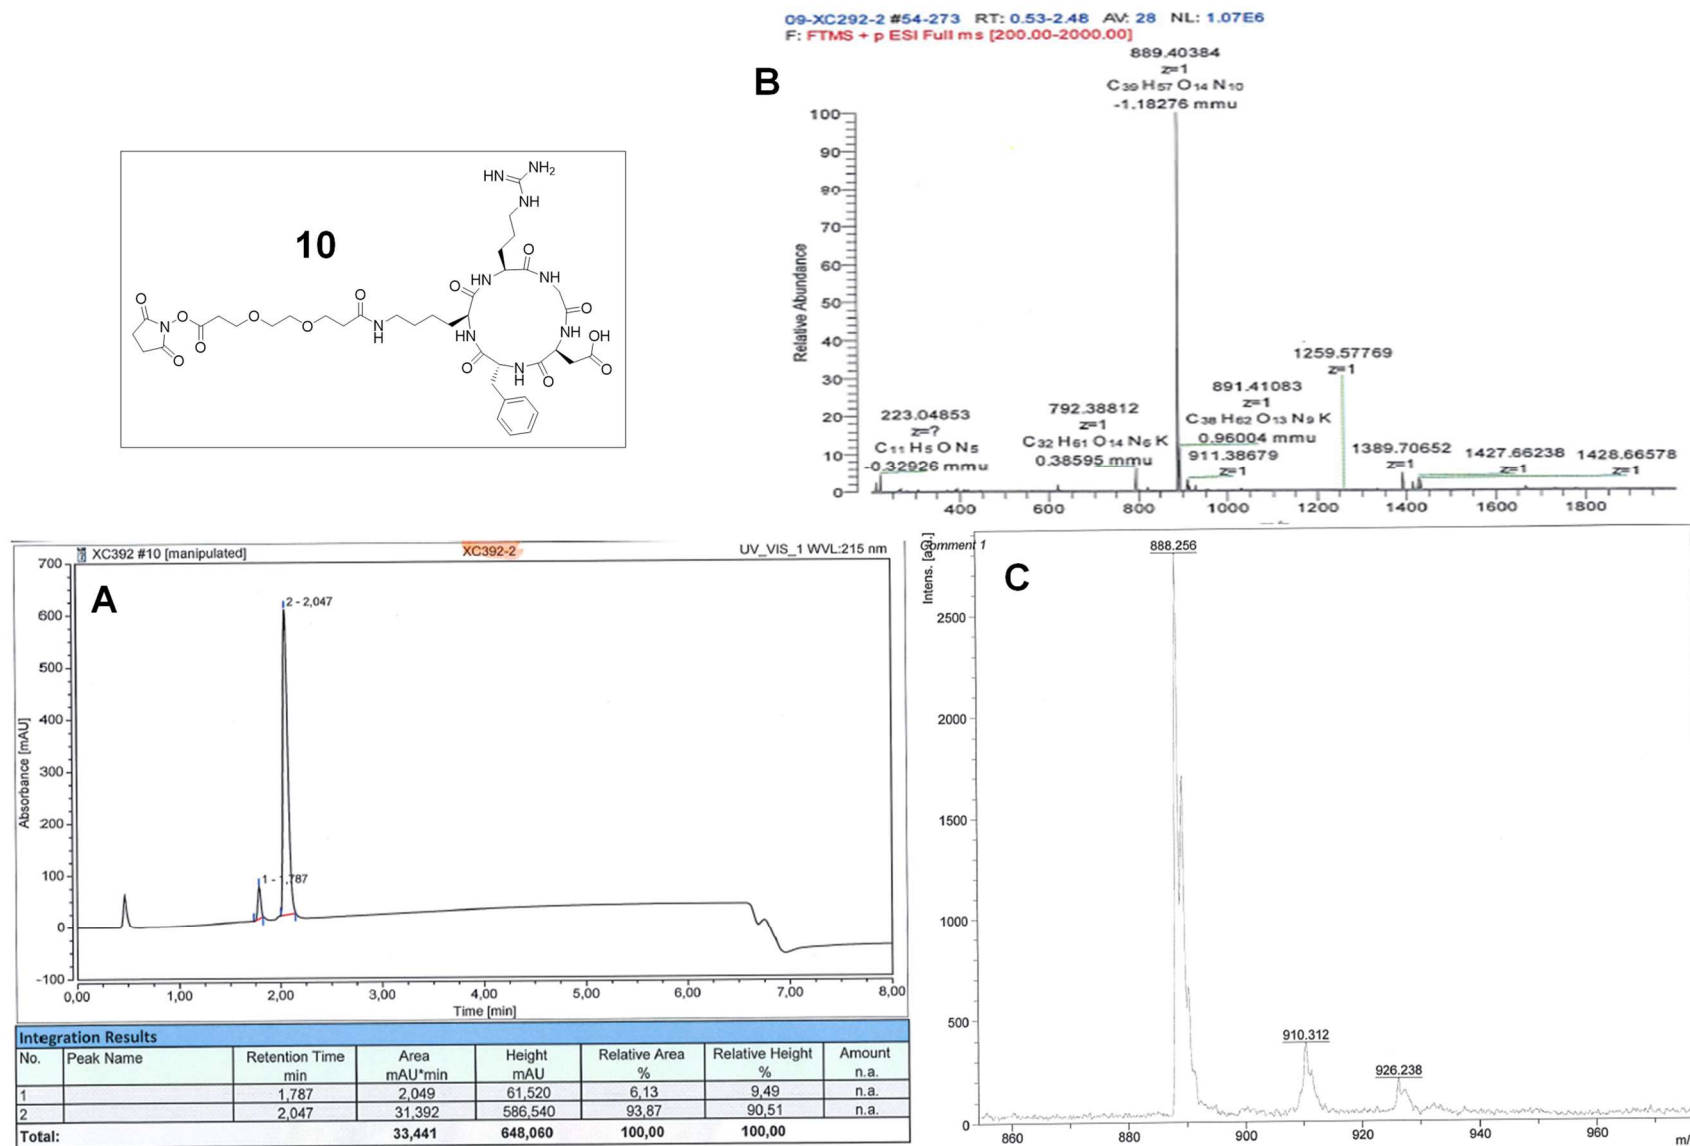 09-XC292-2 #54-273 RT: 0.53-2.48 AV: 28 NL: 1.07E6
F: FTMS + p ESI Full ms [200.00-2000.00]
B
889.40384
z=1
C39 H57 O14 N10
-1.18276 mmu
Relative Abundance
100
90
80
70
60
50
40
30
20
10
0
1259.57769
z=1
891.41083
z=1
C38 H62 O13 N9 K
0.96004 mmu
911.38679
z=1
223.04853
z=?
C11 H5 O N5
-0.32926 mmu
792.38812
z=1
C32 H61 O14 N6 K
0.38595 mmu
1389.70652
z=1
1427.66238
z=1
1428.66578
z=1
400
600
800
1000
1200
1400
1600
1800
10
HN
NH2
NH
O
HN
NH
O
O
O
O
N
O
O
O
O
O
O
N
H
HN
NH
OH
O
O
N
H
O
XC392 #10 [manipulated]
XC392-2
UV_VIS_1 WVL:215 nm
A
Absorbance [mAU]
700
600
500
400
300
200
100
0
-100
2 - 2,047
1 - 1,787
0,00
1,00
2,00
3,00
4,00
5,00
6,00
7,00
8,00
Time [min]
Integration Results
No. Peak Name Retention Time Area Height Relative Area Relative Height Amount
min mAU*min mAU % % n.a.
1 1,787 2,049 61,520 6,13 9,49 n.a.
2 2,047 31,392 586,540 93,87 90,51 n.a.
Total: 33,441 648,060 100,00 100,00
Comment 1
Intens. [a.u.]
C
888.256
2500
2000
1500
1000
500
0
910.312
926.238
860
880
900
920
940
960
m/